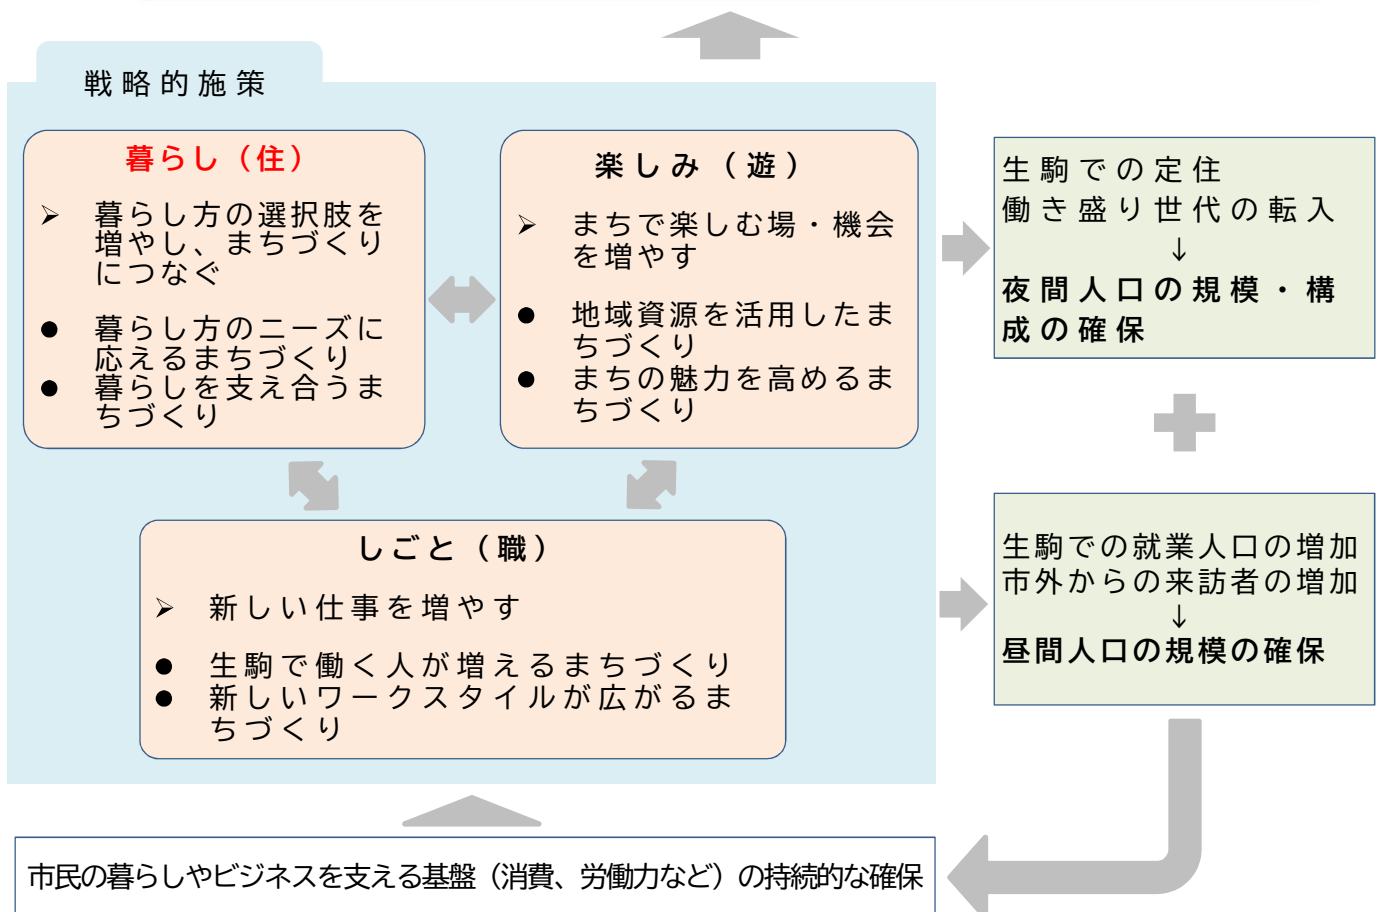 戦略的施策
暮らし（住）
➢ 暮らし方の選択肢を
増やし、まちづくり
につなぐ
● 暮らし方のニーズに
応えるまちづくり
● 暮らしを支え合うま
ちづくり
楽しみ（遊）
➢ まちで楽しむ場・機会
を増やす
● 地域資源を活用したま
ちづくり
● まちの魅力を高めるま
ちづくり
しごと（職）
➢ 新しい仕事を増やす
● 生駒で働く人が増えるまちづくり
● 新しいワークスタイルが広がるま
ちづくり
生駒での定住
働き盛り世代の転入
↓
夜間人口の規模・構
成の確保
生駒での就業人口の増加
市外からの来訪者の増加
↓
昼間人口の規模の確保
市民の暮らしやビジネスを支える基盤（消費、労働力など）の持続的な確保